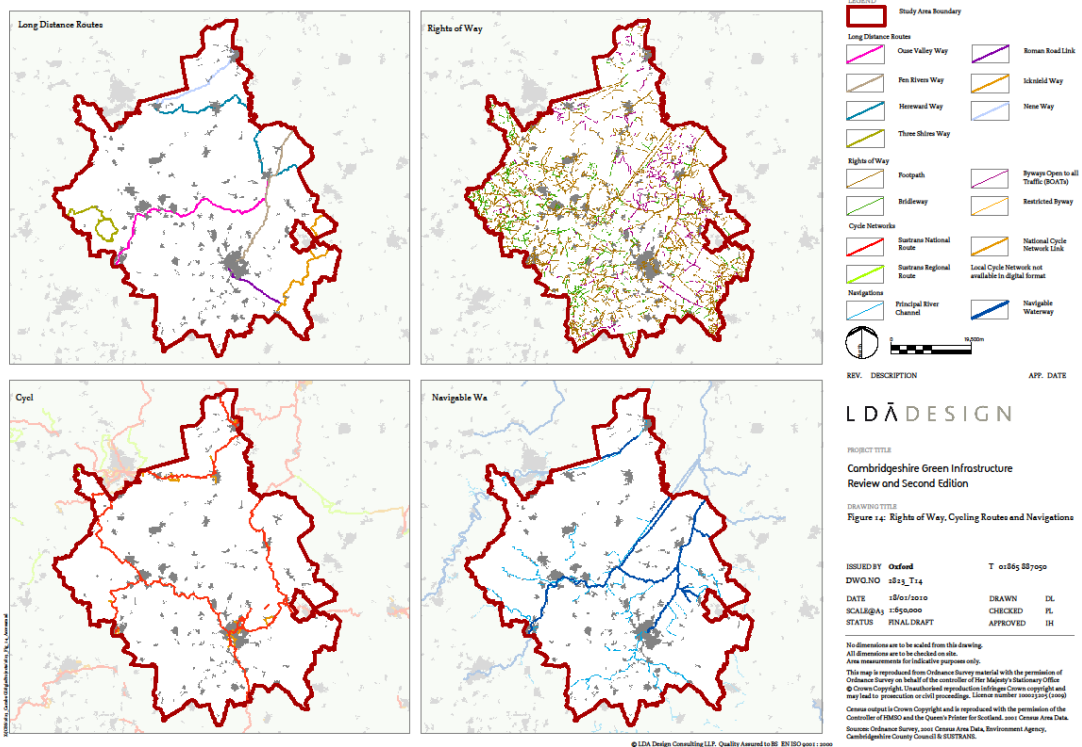 Long Distance Routes
Rights of Way
Cycl
Navigable Wa
LEGEND
Study Area Boundary
Long Distance Routes
Ouse Valley Way
Roman Road Link
Fen Rivers Way
Icknield Way
Hereward Way
Nene Way
Three Shires Way
Rights of Way
Footpath
Byways Open to all
Traffic (BOATs)
Bridleway
Restricted Byway
Cycle Networks
Sustrans National
Route
National Cycle
Network Link
Sustrans Regional
Route
Local Cycle Network not
available in digital format
Navigations
Principal River
Channel
Navigable
Waterway
North
0
19,500m
REV. DESCRIPTION APP. DATE
LDĀDESIGN
PROJECT TITLE
Cambridgeshire Green Infrastructure
Review and Second Edition
DRAWING TITLE
Figure 14: Rights of Way, Cycling Routes and Navigations
ISSUED BY Oxford T 01865 887050
DWG.NO 2823_T14
DATE 18/01/2010 DRAWN DL
SCALE@A3 1:650,000 CHECKED PL
STATUS FINAL DRAFT APPROVED IH
No dimensions are to be scaled from this drawing.
All dimensions are to be checked on site.
Area measurements for indicative purposes only.
This map is reproduced from Ordnance Survey material with the permission of
Ordnance Survey on behalf of the controller of Her Majesty's Stationary Office
© Crown Copyright. Unauthorised reproduction infringes Crown copyright and
may lead to prosecution or civil proceedings. Licence number 100023205 (2009)
Census output is Crown Copyright and is reproduced with the permission of the
Controller of HMSO and the Queen's Printer for Scotland. 2001 Census Area Data.
Sources: Ordnance Survey, 2001 Census Area Data, Environment Agency,
Cambridgeshire County Council & SUSTRANS.
© LDA Design Consulting LLP. Quality Assured to BS EN ISO 9001 : 2000